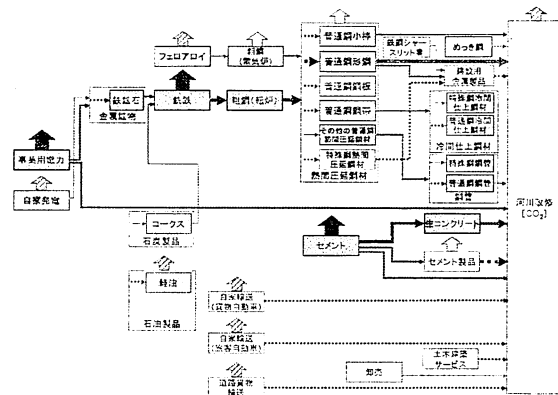 普通鋼小棒
鉄鋼シャー
スリット業
めっき鋼
フェロアロイ
粗鋼
(電気炉)
普通鋼形鋼
建設用
金属製品
普通鋼鋼板
鉄鉱石
金属鉱物
銑鉄
粗鋼(転炉)
普通鋼鋼帯
特殊鋼冷間
仕上鋼材
普通鋼冷間
仕上鋼材
冷間仕上鋼材
その他の普通鋼
熱間圧延鋼材
特殊鋼熱間
圧延鋼材
熱間圧延鋼材
特殊鋼鋼管
普通鋼鋼管
鋼管
事業用電力
自家発電
河川改修
[CO₂]
コークス
石炭製品
生コンクリート
セメント
セメント製品
軽油
石油製品
自家輸送
(貨物自動車)
自家輸送
(旅客自動車)
土木建築
サービス
卸売
道路貨物
輸送